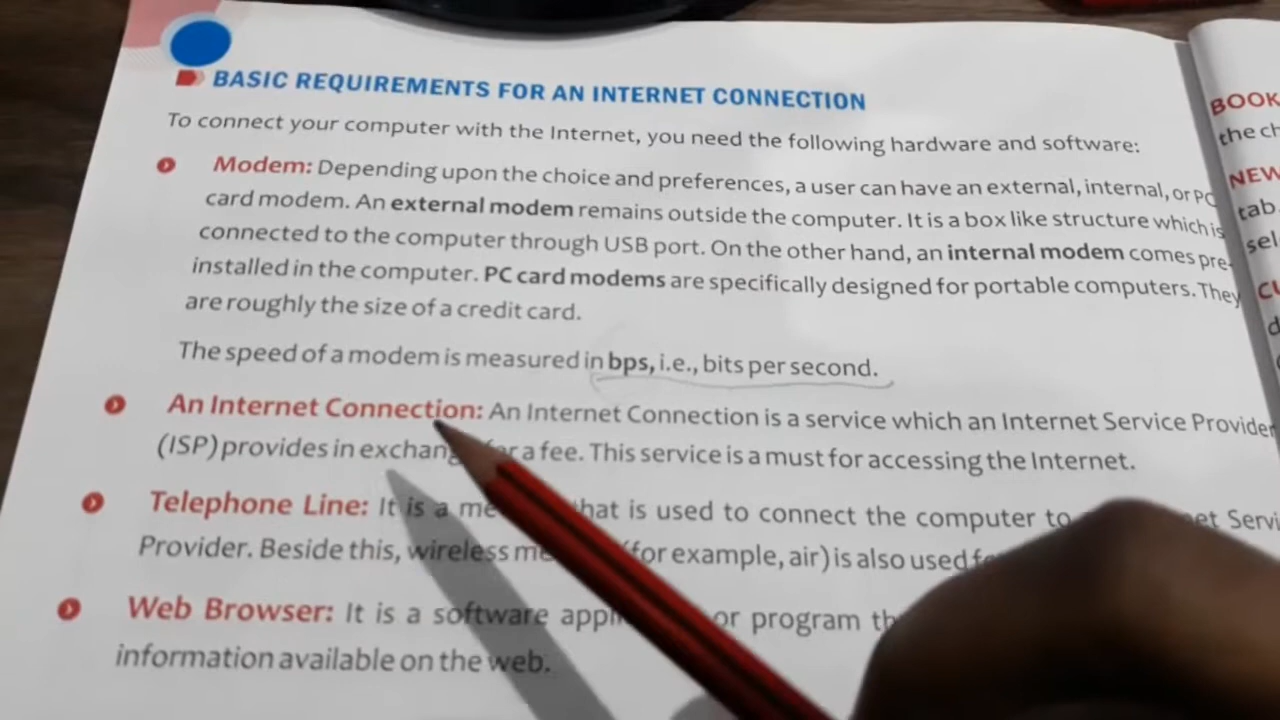 BASIC REQUIREMENTS FOR AN INTERNET CONNECTION
To connect your computer with the Internet, you need the following hardware and software:
Modem: Depending upon the choice and preferences, a user can have an external, internal, or PC
card modem. An external modem remains outside the computer. It is a box like structure which is
connected to the computer through USB port. On the other hand, an internal modem comes pre-
installed in the computer. PC card modems are specifically designed for portable computers. They
are roughly the size of a credit card.
The speed of a modem is measured in bps, i.e., bits per second.
An Internet Connection: An Internet Connection is a service which an Internet Service Provider
(ISP) provides in exchang a fee. This service is a must for accessing the Internet.
Telephone Line: It is a that is used to connect the computer to Servi
Provider. Beside this, wireless (for example, air) is also used
Web Browser: It is a software or program
information available on the web.
BOOK
the ch
NEW
tab
sel